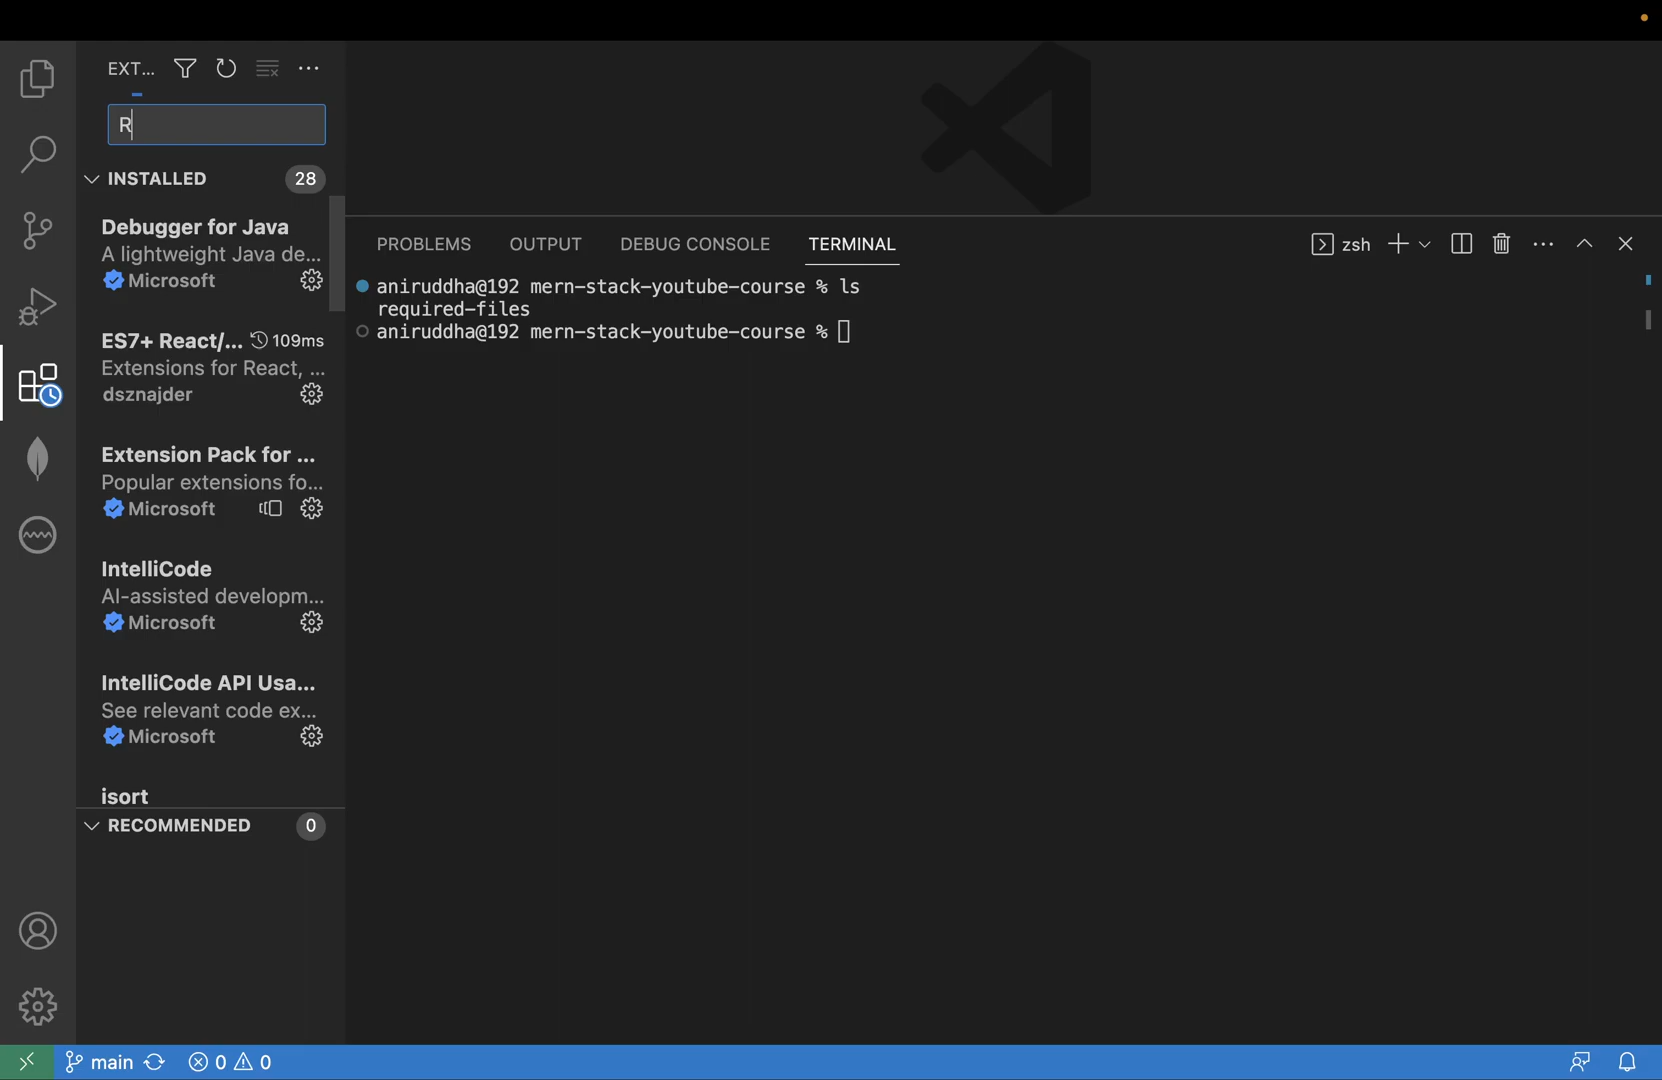 EXT...
R
INSTALLED 28
Debugger for Java
A lightweight Java de...
Microsoft
ES7+ React/... 109ms
Extensions for React, ...
dsznajder
Extension Pack for ...
Popular extensions fo...
Microsoft
IntelliCode
AI-assisted developm...
Microsoft
IntelliCode API Usa...
See relevant code ex...
Microsoft
isort
RECOMMENDED 0
PROBLEMS OUTPUT DEBUG CONSOLE TERMINAL zsh
aniruddha@192 mern-stack-youtube-course % ls
required-files
aniruddha@192 mern-stack-youtube-course %
main 0 0